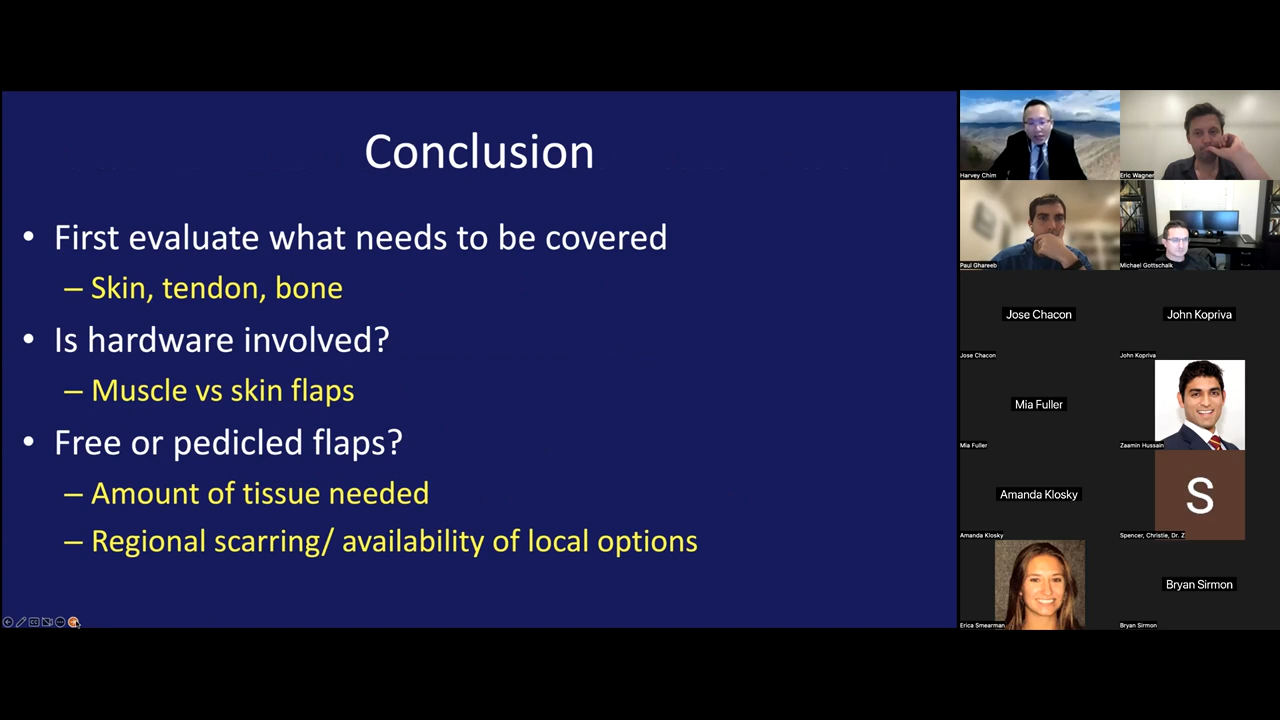 Conclusion
• First evaluate what needs to be covered
– Skin, tendon, bone
• Is hardware involved?
– Muscle vs skin flaps
• Free or pedicled flaps?
– Amount of tissue needed
– Regional scarring/ availability of local options
Harvey Chim
Eric Wagner
Paul Ghareeb
Michael Gottschalk
Jose Chacon
John Kopriva
Jose Chacon
John Kopriva
Mia Fuller
Mia Fuller
Zaamin Hussain
Amanda Klosky
S
Amanda Klosky
Spencer, Christie, Dr. Z
Bryan Sirmon
Erica Smearman
Bryan Sirmon